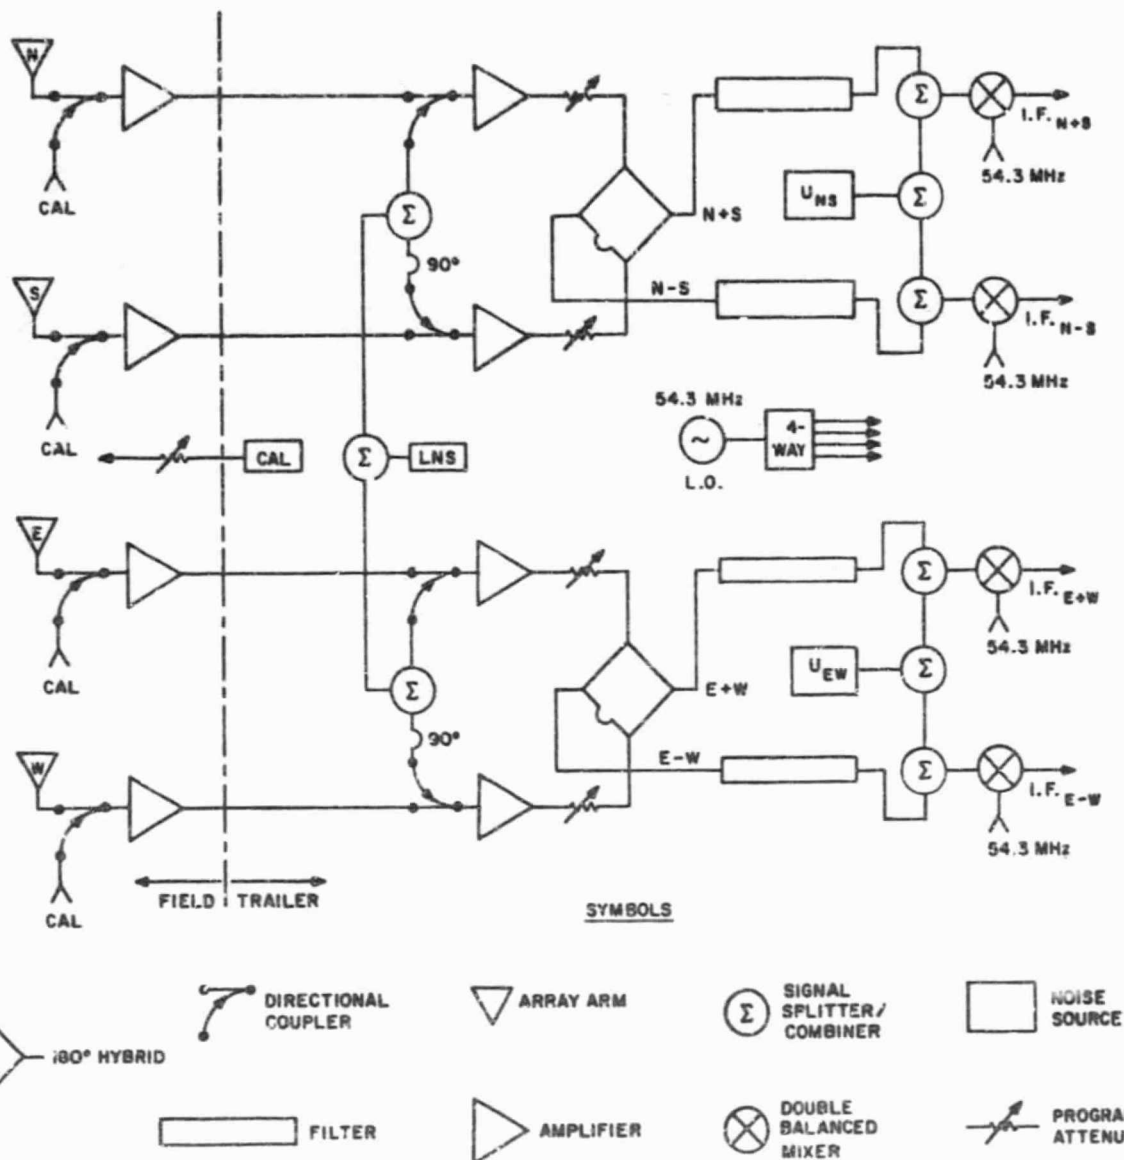 N
I.F. N+S
54.3 MHz
CAL
U NS
Σ
Σ
Σ
Σ
90°
N+S
N-S
S
Σ
I.F. N-S
54.3 MHz
CAL
CAL
Σ
LNS
54.3 MHz
~
L.O.
4-
WAY
E
Σ
I.F. E+W
54.3 MHz
CAL
Σ
90°
E+W
U EW
Σ
E-W
W
Σ
I.F. E-W
54.3 MHz
CAL
FIELD
TRAILER
SYMBOLS
DIRECTIONAL
COUPLER
ARRAY ARM
Σ
SIGNAL
SPLITTER/
COMBINER
NOISE
SOURCE
180° HYBRID
FILTER
AMPLIFIER
DOUBLE
BALANCED
MIXER